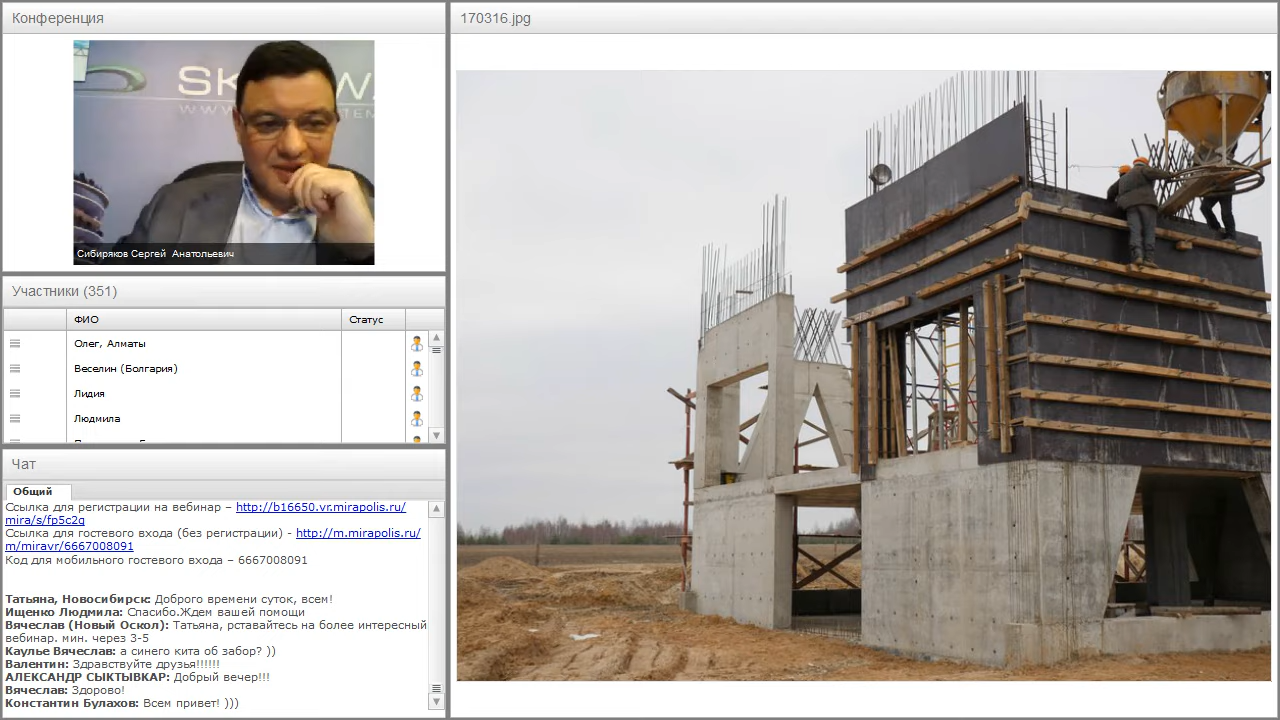 Конференция
170316.jpg
SK
WWW
Сибиряков Сергей Анатольевич
Участники (351)
ФИО
Статус
Олег, Алматы
Веселин (Болгария)
Лидия
Людмила
Чат
Общий
Ссылка для регистрации на вебинар – http://b16650.vr.mirapolis.ru/
mira/s/fp5c2q
Ссылка для гостевого входа (без регистрации) - http://m.mirapolis.ru/
m/miravr/6667008091
Код для мобильного гостевого входа – 6667008091
Татьяна, Новосибирск: Доброго времени суток, всем!
Ищенко Людмила: Спасибо.Ждем вашей помощи
Вячеслав (Новый Оскол): Татьяна, рставайтесь на более интересный
вебинар. мин. через 3-5
Каулье Вячеслав: а синего кита об забор? ))
Валентин: Здравствуйте друзья!!!!!!
АЛЕКСАНДР СЫКТЫВКАР: Добрый вечер!!!
Вячеслав: Здорово!
Константин Булахов: Всем привет! )))